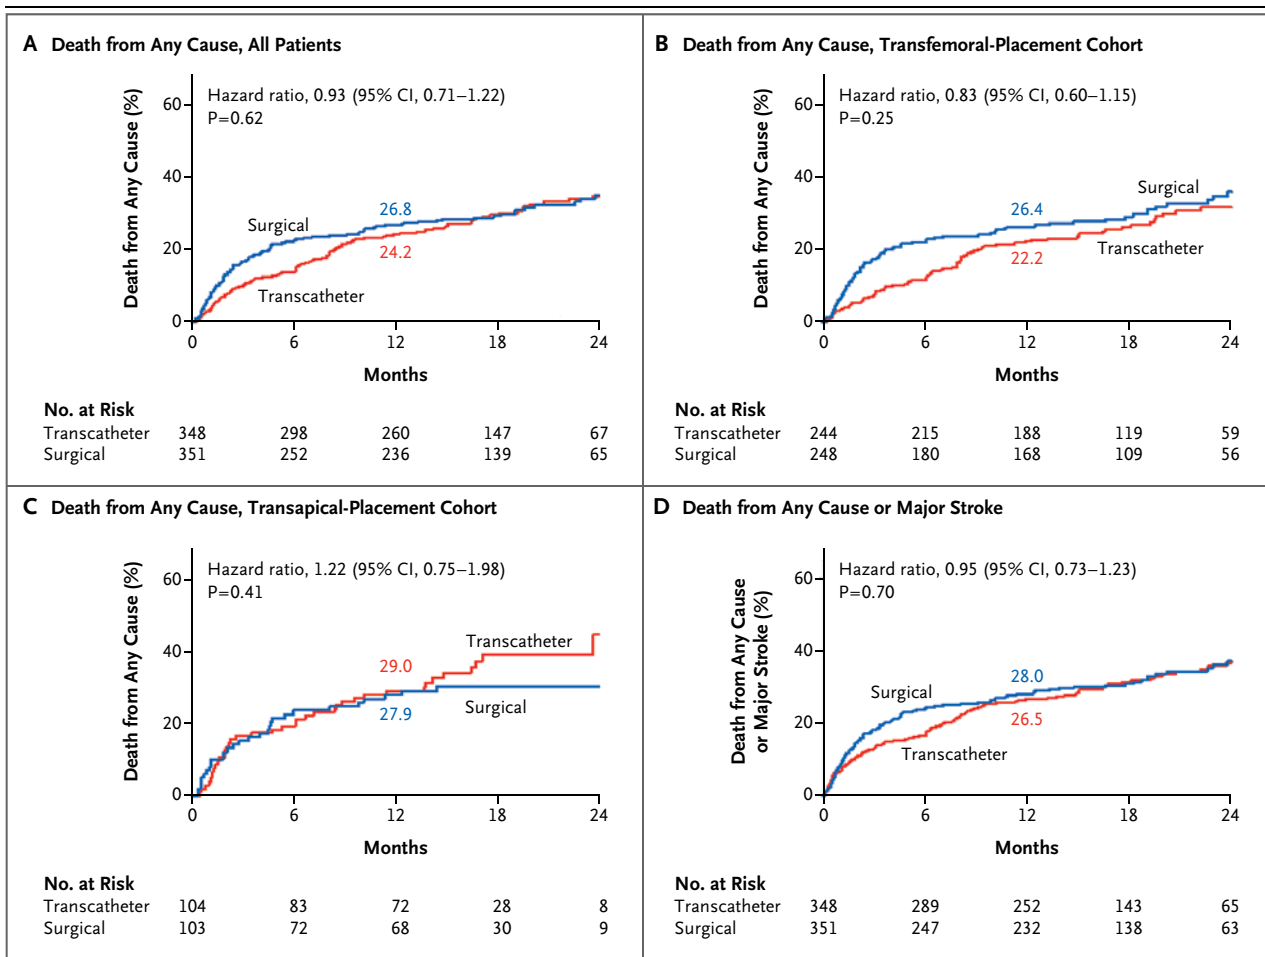 A Death from Any Cause, All Patients
Death from Any Cause (%)
60
40
20
0
Hazard ratio, 0.93 (95% CI, 0.71–1.22)
P=0.62
Surgical
26.8
24.2
Transcatheter
0 6 12 18 24
Months
No. at Risk
Transcatheter 348 298 260 147 67
Surgical 351 252 236 139 65
B Death from Any Cause, Transfemoral-Placement Cohort
Death from Any Cause (%)
60
40
20
0
Hazard ratio, 0.83 (95% CI, 0.60–1.15)
P=0.25
Surgical
26.4
Transcatheter
22.2
0 6 12 18 24
Months
No. at Risk
Transcatheter 244 215 188 119 59
Surgical 248 180 168 109 56
C Death from Any Cause, Transapical-Placement Cohort
Death from Any Cause (%)
60
40
20
0
Hazard ratio, 1.22 (95% CI, 0.75–1.98)
P=0.41
Transcatheter
29.0
Surgical
27.9
0 6 12 18 24
Months
No. at Risk
Transcatheter 104 83 72 28 8
Surgical 103 72 68 30 9
D Death from Any Cause or Major Stroke
Death from Any Cause
or Major Stroke (%)
60
40
20
0
Hazard ratio, 0.95 (95% CI, 0.73–1.23)
P=0.70
28.0
Surgical
26.5
Transcatheter
0 6 12 18 24
Months
No. at Risk
Transcatheter 348 289 252 143 65
Surgical 351 247 232 138 63